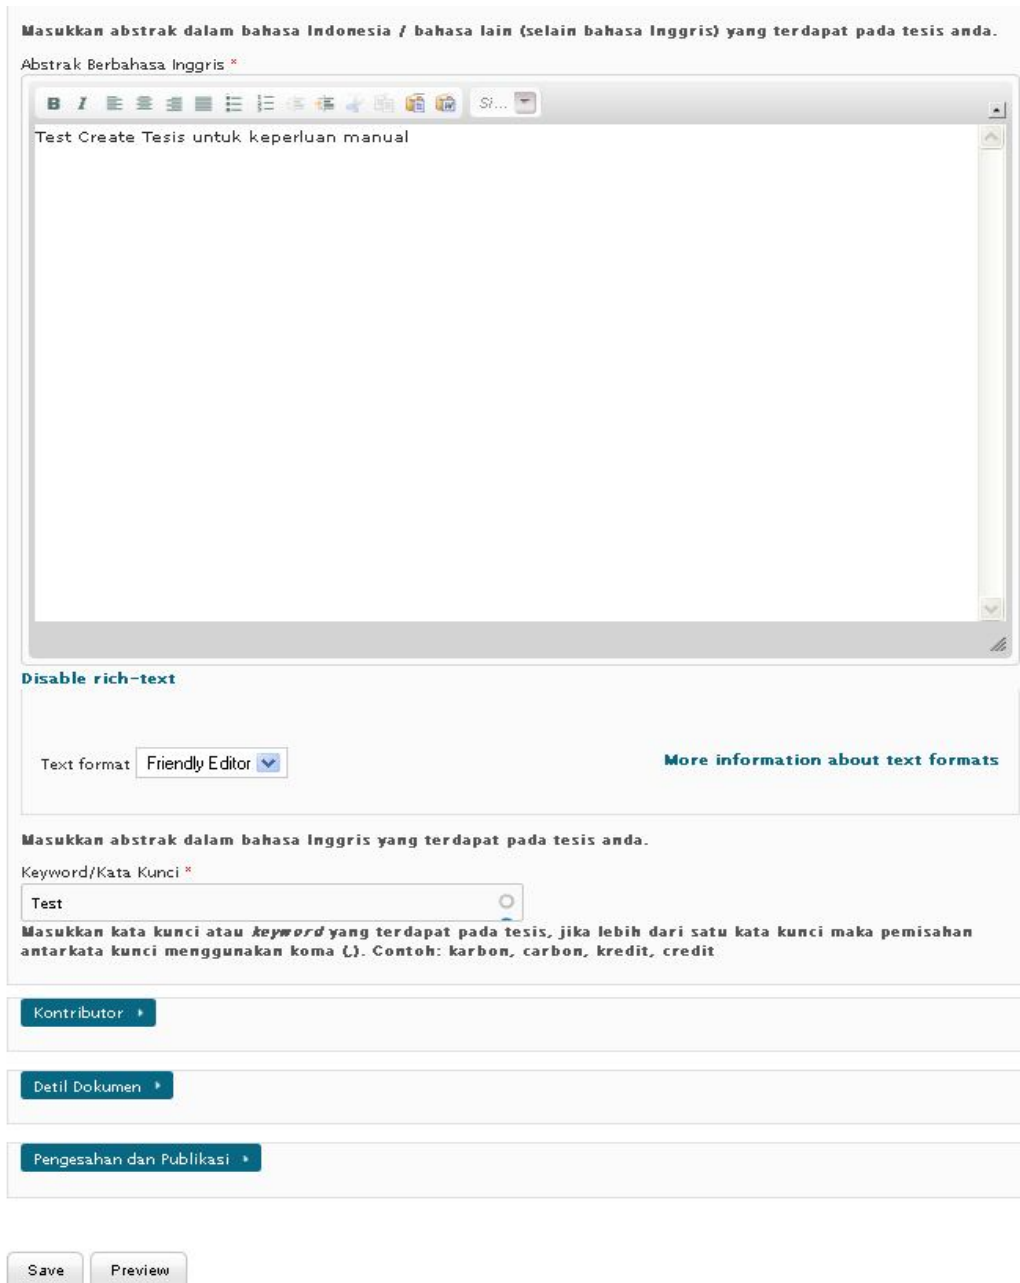 Masukkan abstrak dalam bahasa Indonesia / bahasa lain (selain bahasa Inggris) yang terdapat pada tesis anda.
Abstrak Berbahasa Inggris *
B I Si...
Test Create Tesis untuk keperluan manual
Disable rich-text
Text format Friendly Editor More information about text formats
Masukkan abstrak dalam bahasa Inggris yang terdapat pada tesis anda.
Keyword/Kata Kunci *
Test
Masukkan kata kunci atau keyword yang terdapat pada tesis, jika lebih dari satu kata kunci maka pemisahan
antarkata kunci menggunakan koma (,). Contoh: karbon, carbon, kredit, credit
Kontributor
Detil Dokumen
Pengesahan dan Publikasi
Save Preview